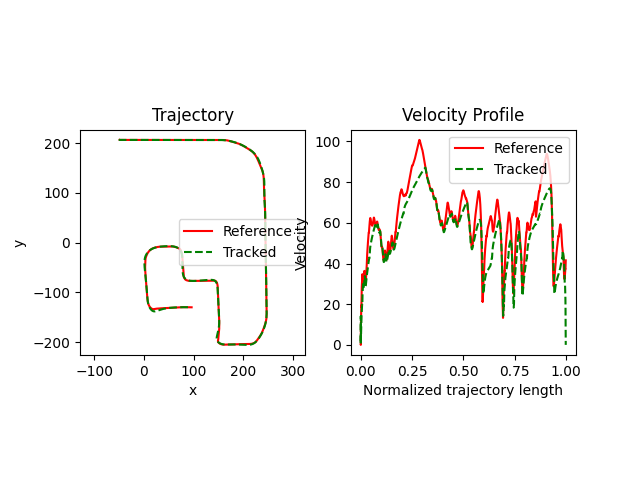 Trajectory
200
100
0
−100
−200
y
−100
0
100
200
300
x
Reference
Tracked
Velocity Profile
100
80
60
40
20
0
Velocity
0.00
0.25
0.50
0.75
1.00
Normalized trajectory length
Reference
Tracked